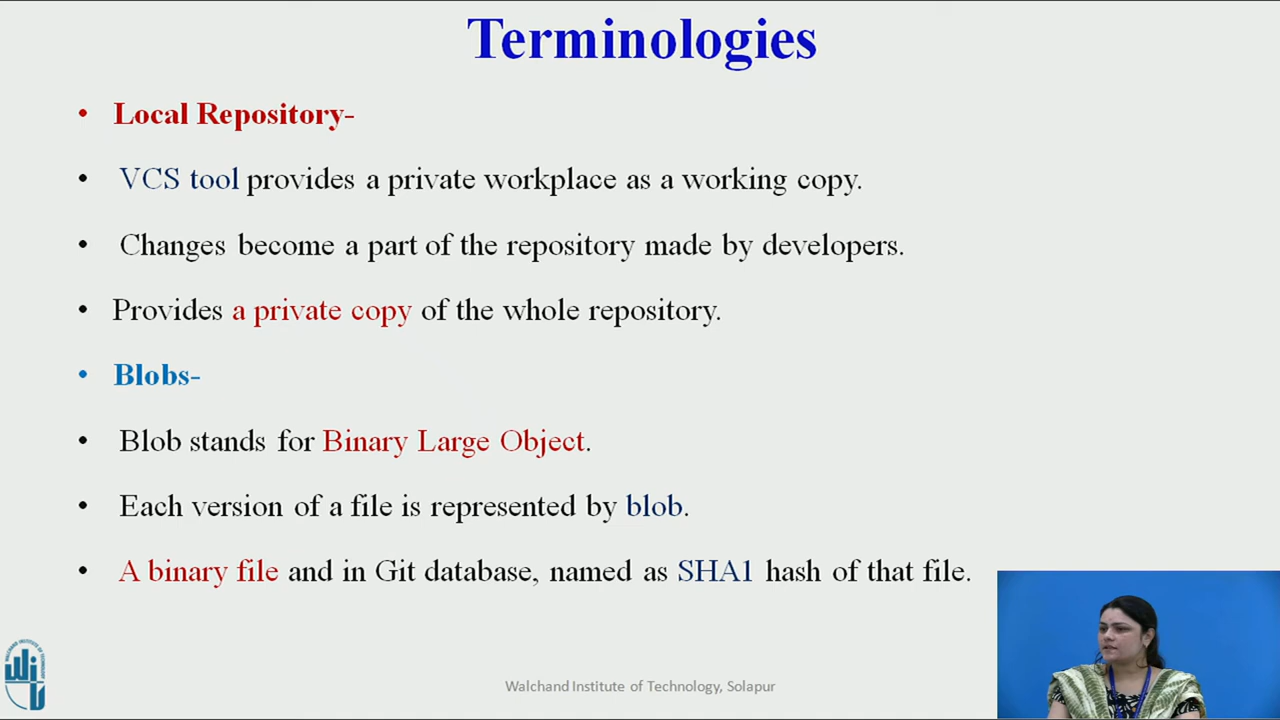 Terminologies
• Local Repository-
• VCS tool provides a private workplace as a working copy.
• Changes become a part of the repository made by developers.
• Provides a private copy of the whole repository.
• Blobs-
• Blob stands for Binary Large Object.
• Each version of a file is represented by blob.
• A binary file and in Git database, named as SHA1 hash of that file.
Walchand Institute of Technology, Solapur